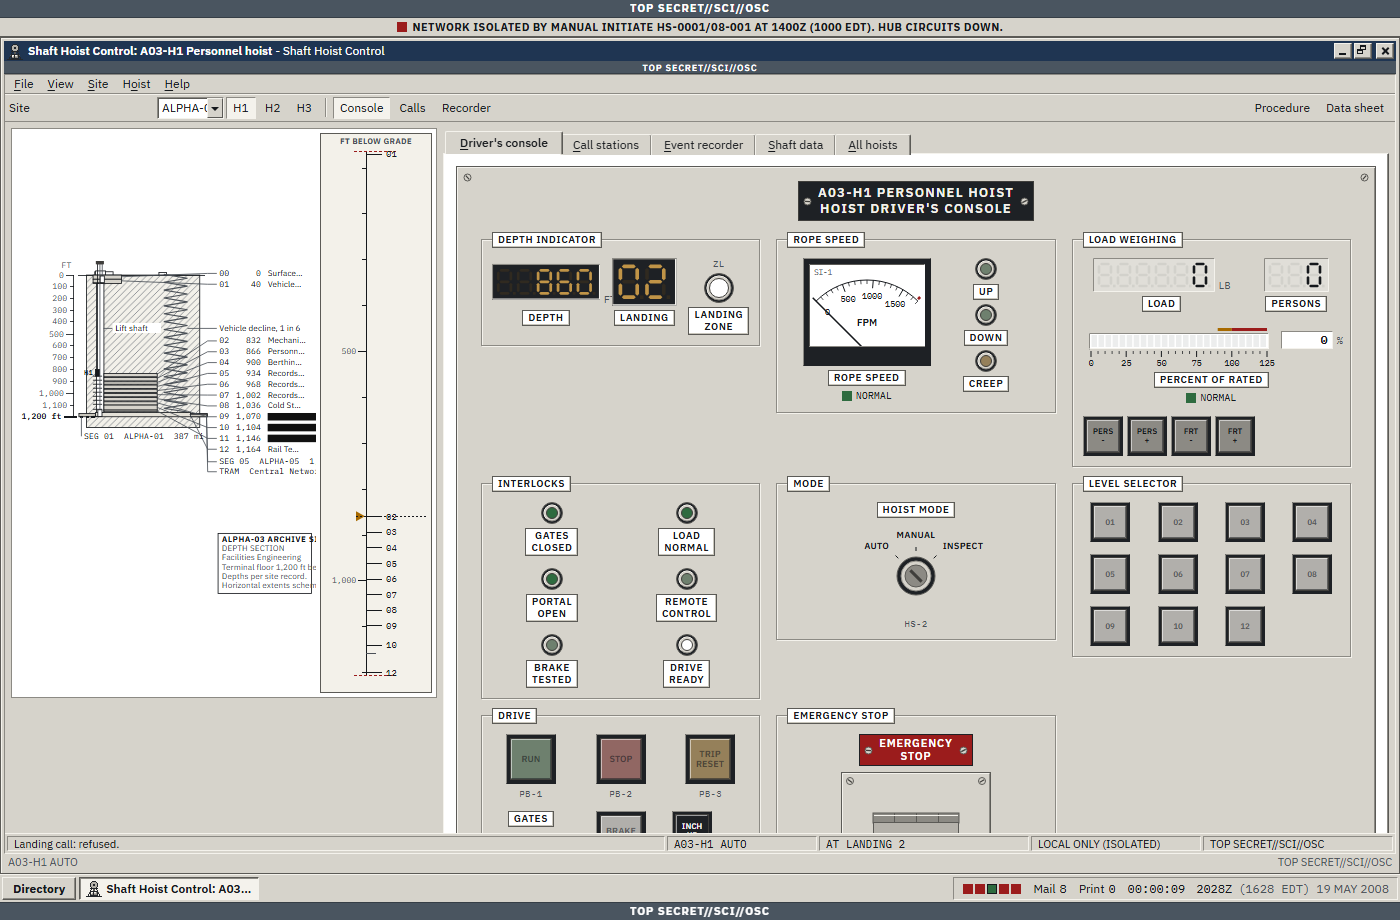 TOP SECRET//SCI//OSC
NETWORK ISOLATED BY MANUAL INITIATE HS-0001/08-001 AT 1400Z (1000 EDT). HUB CIRCUITS DOWN.
Shaft Hoist Control: A03-H1 Personnel hoist - Shaft Hoist Control
TOP SECRET//SCI//OSC
File View Site Hoist Help
Site ALPHA-0 H1 H2 H3 Console Calls Recorder Procedure Data sheet
FT
0
100
200
300
400
500
600
700
800
900
1,000
1,100
1,200 ft
Lift shaft
H1
00 0 Surface...
01 40 Vehicle...
Vehicle decline, 1 in 6
02 832 Mechani...
03 866 Personn...
04 900 Berthin...
05 934 Records...
06 968 Records...
07 1,002 Records...
08 1,036 Cold St...
09 1,070
10 1,104
11 1,146
12 1,164 Rail Te...
SEG 01 ALPHA-01 387 mi
SEG 05 ALPHA-05 1
TRAM Central Netwo
ALPHA-03 ARCHIVE SI
DEPTH SECTION
Facilities Engineering
Terminal floor 1,200 ft be
Depths per site record.
Horizontal extents schem
FT BELOW GRADE
01
500
02
03
04
05
1,000
06
07
08
09
10
12
Driver's console Call stations Event recorder Shaft data All hoists
A03-H1 PERSONNEL HOIST
HOIST DRIVER'S CONSOLE
DEPTH INDICATOR
860
FT
02
ZL
DEPTH
LANDING
LANDING
ZONE
ROPE SPEED
SI-1
0 500 1000 1500
FPM
ROPE SPEED
NORMAL
UP
DOWN
CREEP
LOAD WEIGHING
0 LB
0
LOAD
PERSONS
0 %
0 25 50 75 100 125
PERCENT OF RATED
NORMAL
PERS
-
PERS
+
FRT
-
FRT
+
INTERLOCKS
GATES
CLOSED
LOAD
NORMAL
PORTAL
OPEN
REMOTE
CONTROL
BRAKE
TESTED
DRIVE
READY
MODE
HOIST MODE
AUTO MANUAL INSPECT
HS-2
LEVEL SELECTOR
01 02 03 04
05 06 07 08
09 10 12
DRIVE
RUN
STOP
TRIP
RESET
PB-1 PB-2 PB-3
GATES
BRAKE
INCH
EMERGENCY STOP
EMERGENCY
STOP
Landing call: refused.
A03-H1 AUTO
AT LANDING 2
LOCAL ONLY (ISOLATED)
TOP SECRET//SCI//OSC
A03-H1 AUTO
TOP SECRET//SCI//OSC
Directory
Shaft Hoist Control: A03...
Mail 8 Print 0 00:00:09 2028Z (1628 EDT) 19 MAY 2008
TOP SECRET//SCI//OSC